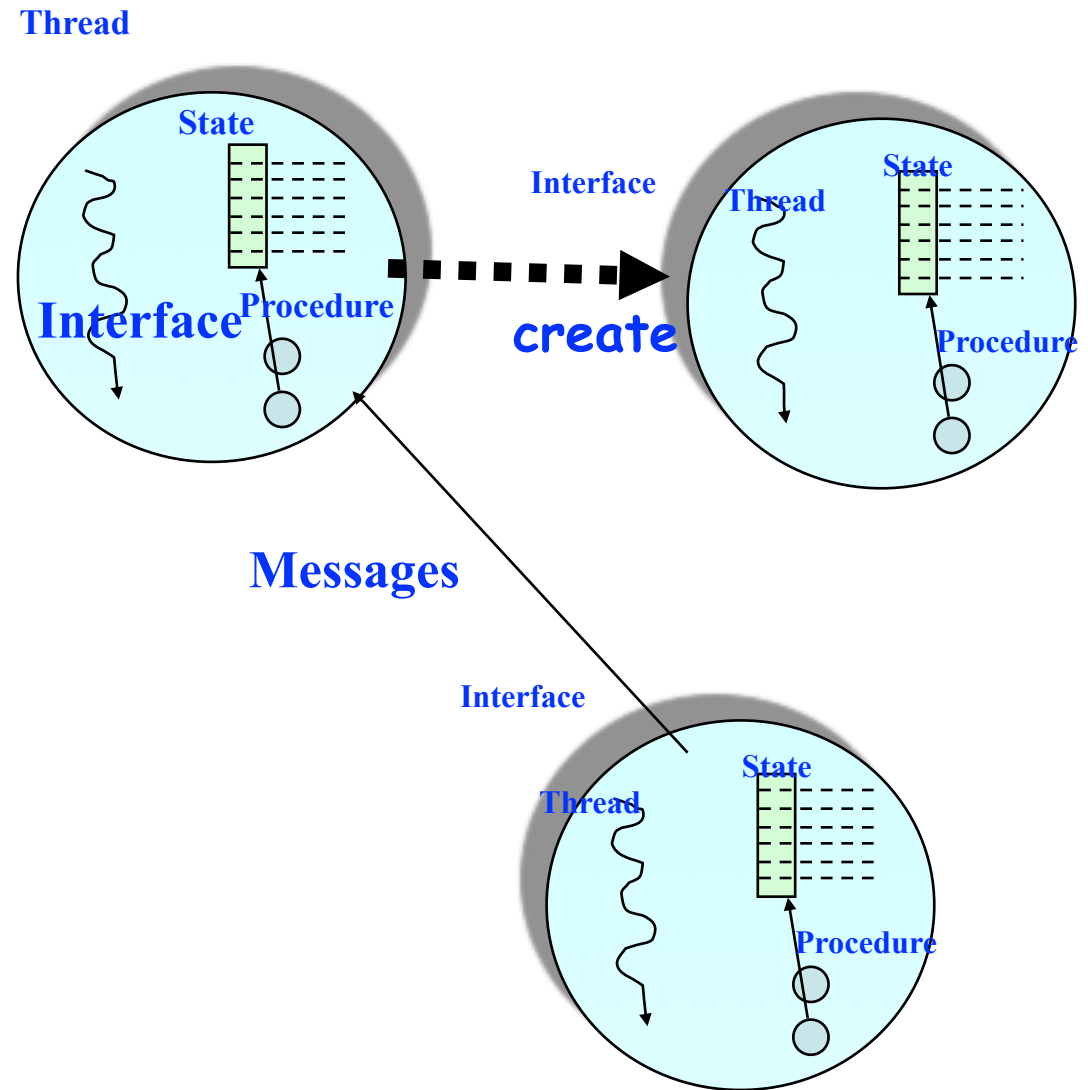 Thread
State
Interface
State
Thread
Interface
Procedure
create
Procedure
Messages
Interface
State
Thread
Procedure